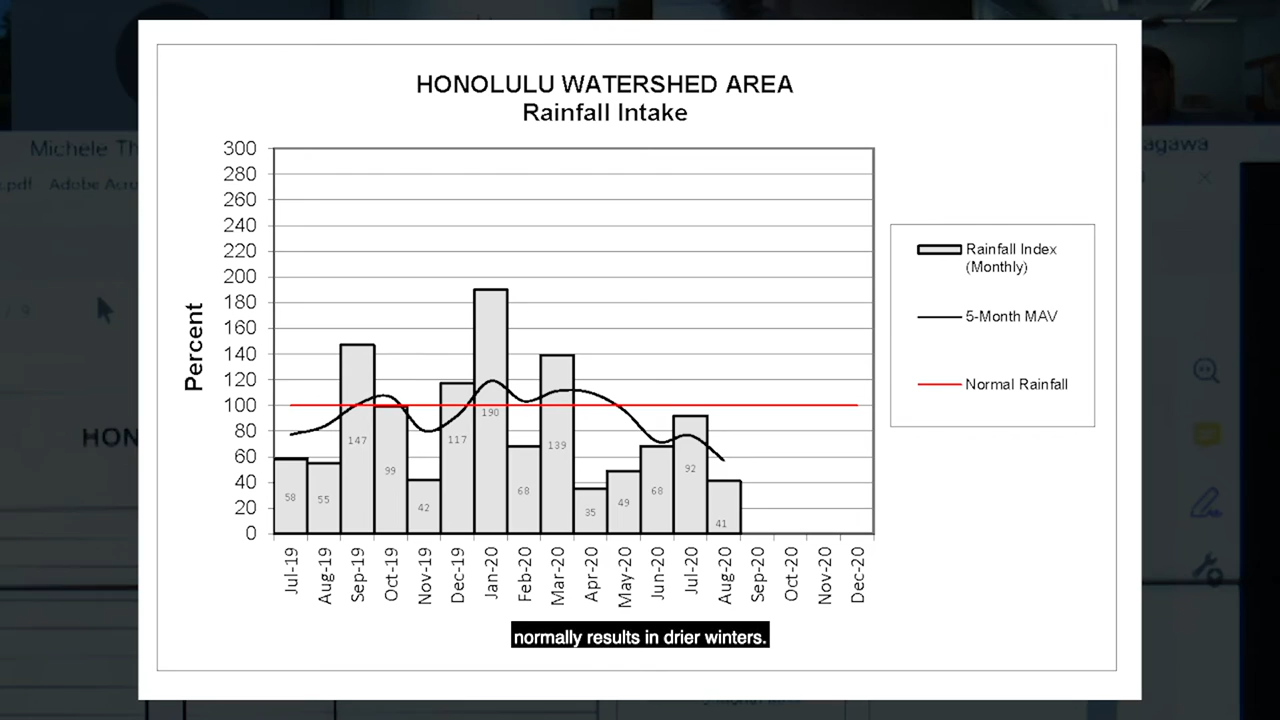 Michele Th
agawa
.pdf - Adobe Acro
HON
HONOLULU WATERSHED AREA
Rainfall Intake
Percent
300
280
260
240
220
200
180
160
140
120
100
80
60
40
20
0
58
55
147
99
42
117
190
68
139
35
49
68
92
41
Jul-19
Aug-19
Sep-19
Oct-19
Nov-19
Dec-19
Jan-20
Feb-20
Mar-20
Apr-20
May-20
Jun-20
Jul-20
Aug-20
Sep-20
Oct-20
Nov-20
Dec-20
Rainfall Index
(Monthly)
5-Month MAV
Normal Rainfall
normally results in drier winters.